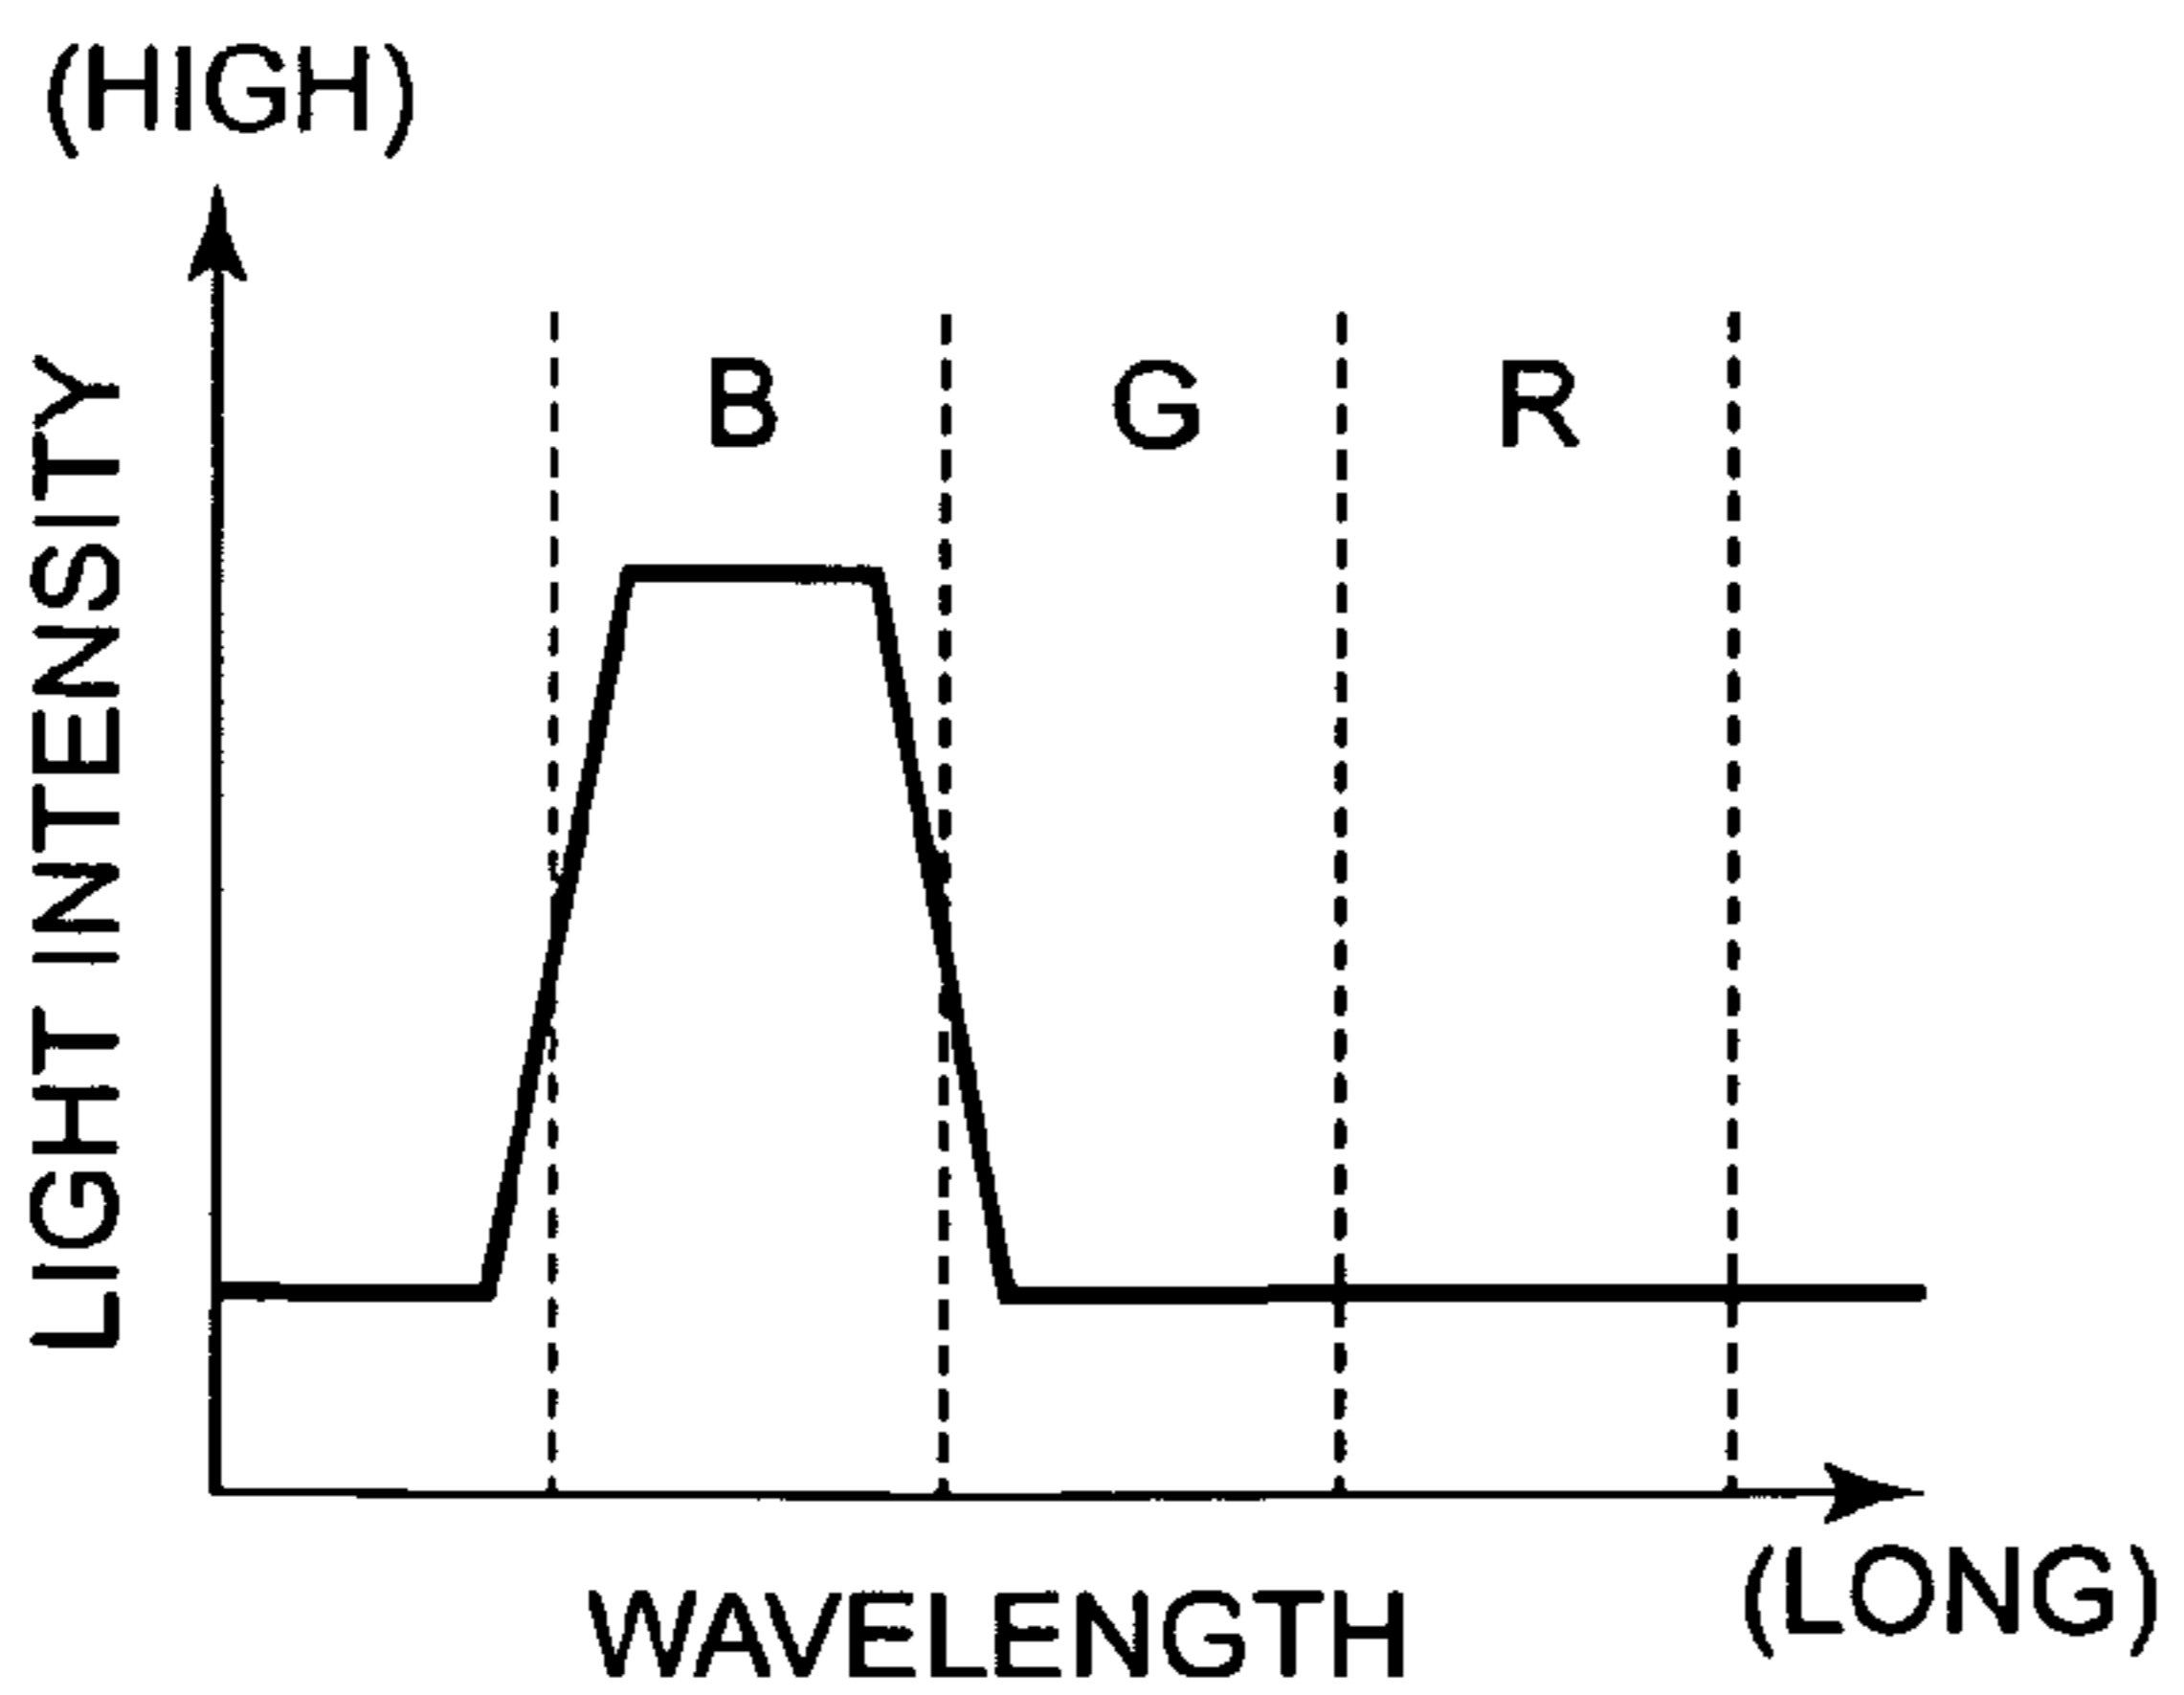 (HIGH)
LIGHT INTENSITY
B G R
(LONG)
WAVELENGTH